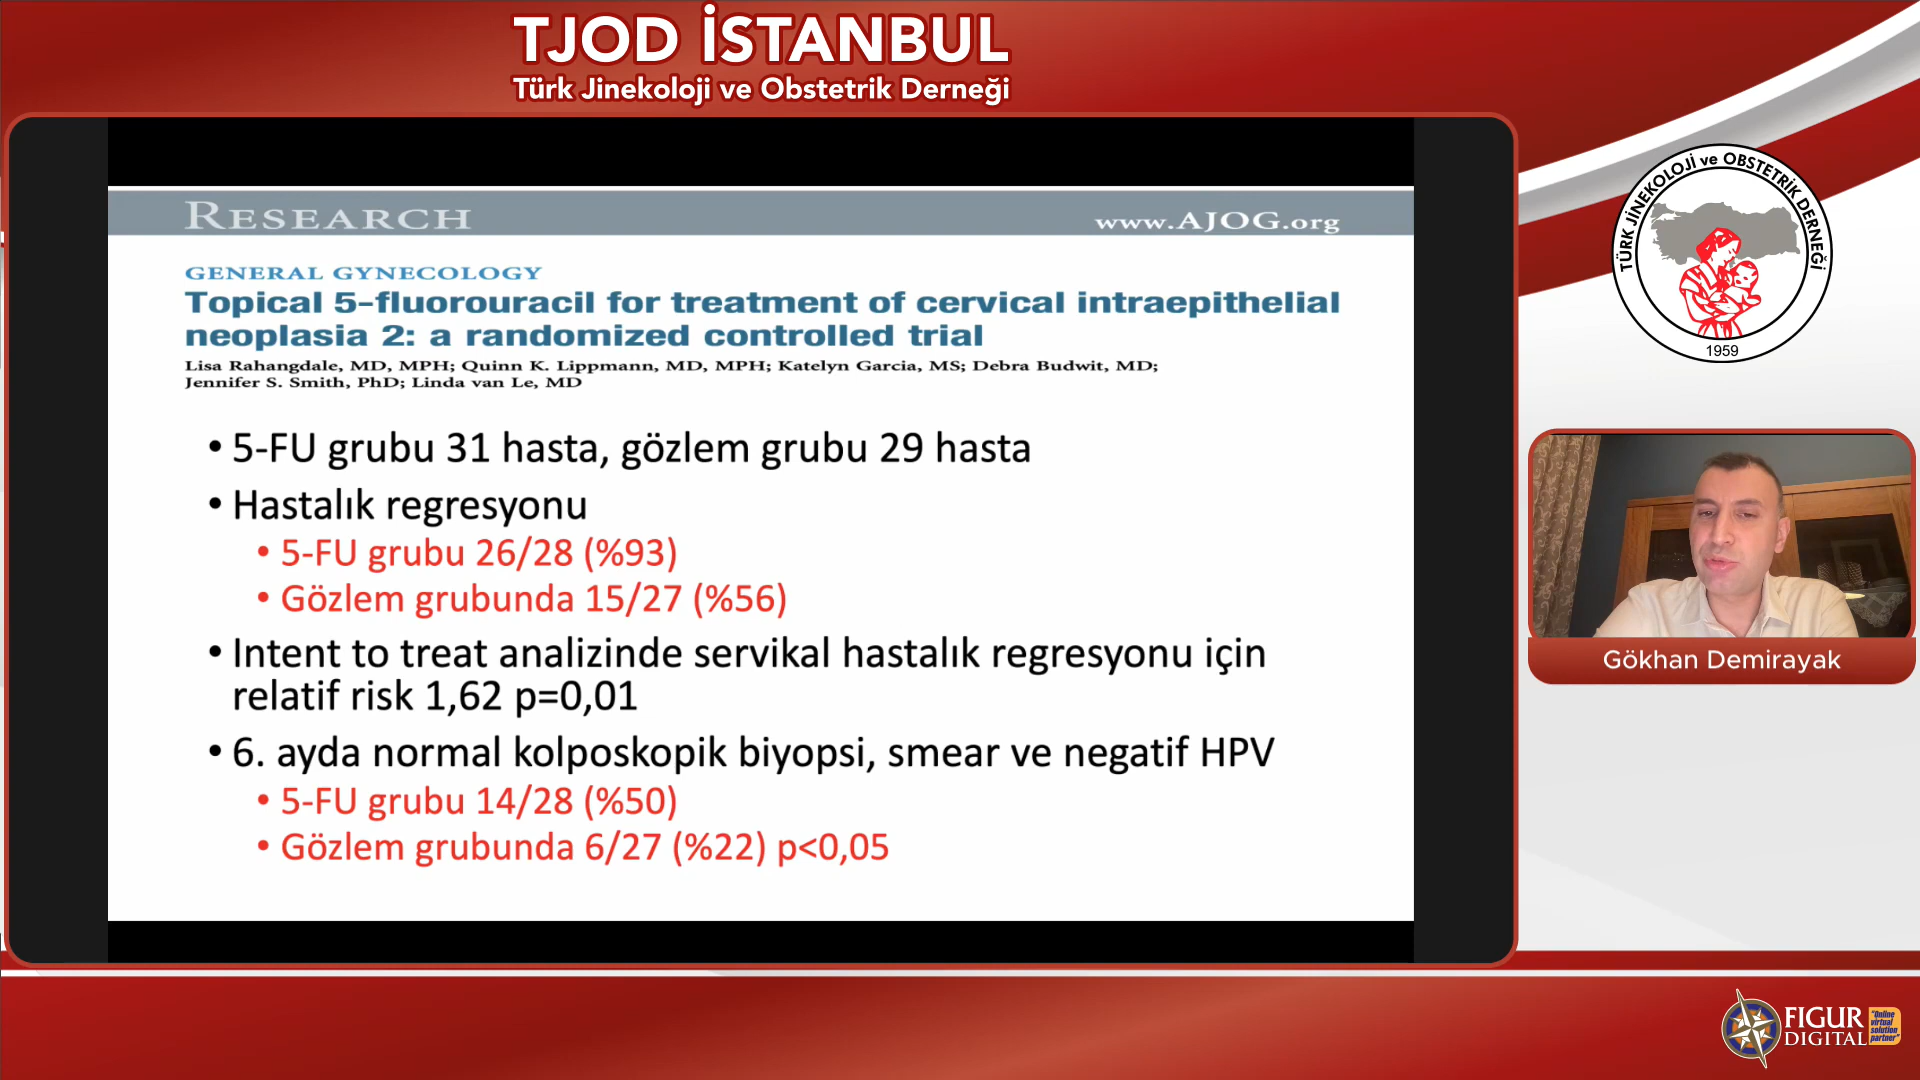 TJOD İSTANBUL
Türk Jinekoloji ve Obstetrik Derneği
RESEARCH
www.AJOG.org
GENERAL GYNECOLOGY
Topical 5-fluorouracil for treatment of cervical intraepithelial
neoplasia 2: a randomized controlled trial
Lisa Rahangdale, MD, MPH; Quinn K. Lippmann, MD, MPH; Katelyn Garcia, MS; Debra Budwit, MD;
Jennifer S. Smith, PhD; Linda van Le, MD
• 5-FU grubu 31 hasta, gözlem grubu 29 hasta
• Hastalık regresyonu
• 5-FU grubu 26/28 (%93)
• Gözlem grubunda 15/27 (%56)
• Intent to treat analizinde servikal hastalık regresyonu için
relatif risk 1,62 p=0,01
• 6. ayda normal kolposkopik biyopsi, smear ve negatif HPV
• 5-FU grubu 14/28 (%50)
• Gözlem grubunda 6/27 (%22) p<0,05
TÜRK JİNEKOLOJİ ve OBSTETRİK DERNEĞİ
1959
Gökhan Demirayak
FIGUR
DIGITAL
"Online
virtual
solution
partner"